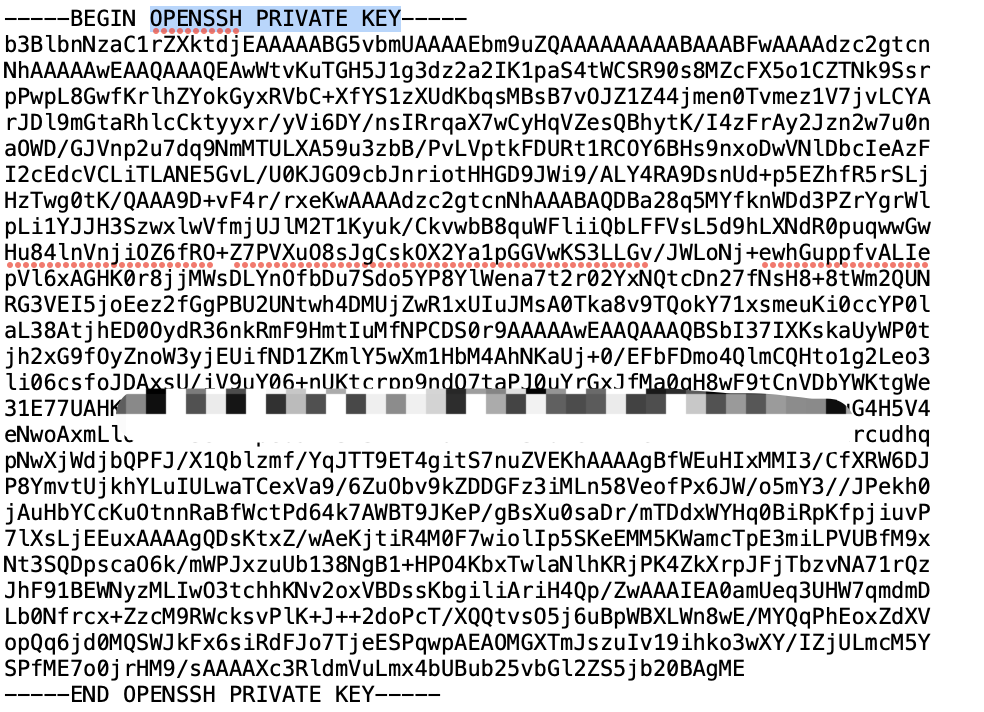 -----BEGIN OPENSSH PRIVATE KEY-----
b3BlbnNzaC1rZXktdjEAAAAABG5vbmUAAAAEbm9uZQAAAAAAAAABAAABFwAAAAdzc2gtcn
NhAAAAAwEAAQAAAQEAwWtvKuTGH5J1g3dz2a2IK1paS4tWCSR90s8MZcFX5o1CZTNk9Ssr
pPwpL8GwfKrlhZYokGyxRVbC+XfYS1zXUdKbqsMBsB7vOJZ1Z44jmen0Tvmez1V7jvLCYA
rJDl9mGtaRhlcCktyyxr/yVi6DY/nsIRrqaX7wCyHqVZesQBhytK/I4zFrAy2Jzn2w7u0n
aOWD/GJVnp2u7dq9NmMTULXA59u3zbB/PvLVptkFDURt1RCOY6BHs9nxoDwVNlDbcIeAzF
I2cEdcVCLiTLANE5GvL/U0KJGO9cbJnriotHHGD9JWi9/ALY4RA9DsnUd+p5EZhfR5rSLj
HzTwg0tK/QAAA9D+vF4r/rxeKwAAAAdzc2gtcnNhAAABAQDBa28q5MYfknWDd3PZrYgrWl
pLi1YJJH3SzwxlwVfmjUJlM2T1Kyuk/CkvwbB8quWFliiQbLFFVsL5d9hLXNdR0puqwwGw
Hu84lnVnjiOZ6fRO+Z7PVXuO8sJgCskOX2Ya1pGGVwKS3LLGv/JWLoNj+ewhGuppfvALIe
pVl6xAGHK0r8jjMWsDLYnOfbDu7Sdo5YP8YlWena7t2r02YxNQtcDn27fNsH8+8tWm2QUN
RG3VEI5joEez2fGgPBU2UNtwh4DMUjZwR1xUIuJMsA0Tka8v9TQokY71xsmeuKi0ccYP0l
aL38AtjhED0OydR36nkRmF9HmtIuMfNPCDS0r9AAAAAwEAAQAAAQBSbI37IXKskaUyWP0t
jh2xG9fOyZnoW3yjEUifND1ZKmlY5wXm1HbM4AhNKaUj+0/EFbFDmo4QlmCQHto1g2Leo3
li06csfoJDAxsU/iV9uY06+nUKtcrpp9ndQ7taPJ0uYrGxJfMa0gH8wF9tCnVDbYWKtgWe
31E77UAHK G4H5V4
eNwoAxmLl rcudhq
pNwXjWdjbQPFJ/X1Qblzmf/YqJTT9ET4gitS7nuZVEKhAAAAgBfWEuHIxMMI3/CfXRW6DJ
P8YmvtUjkhYLuIULwaTCexVa9/6ZuObv9kZDDGFz3iMLn58VeofPx6JW/o5mY3//JPekh0
jAuHbYCcKuOtnnRaBfWctPd64k7AWBT9JKeP/gBsXu0saDr/mTDdxWYHq0BiRpKfpjiuvP
7lXsLjEEuxAAAAgQDsKtxZ/wAeKjtiR4M0F7wiolIp5SKeEMM5KWamcTpE3miLPVUBfM9x
Nt3SQDpscaO6k/mWPJxzuUb138NgB1+HPO4KbxTwlaNlhKRjPK4ZkXrpJFjTbzvNA71rQz
JhF91BEWNyzMLIwO3tchhKNv2oxVBDssKbgiliAriH4Qp/ZwAAAIEA0amUeq3UHW7qmdmD
Lb0Nfrcx+ZzcM9RWcksvPlK+J++2doPcT/XQQtvsO5j6uBpWBXLWn8wE/MYQqPhEoxZdXV
opQq6jd0MQSWJkFx6siRdFJo7TjeESPqwpAEAOMGXTmJszuIv19ihko3wXY/IZjULmcM5Y
SPfME7o0jrHM9/sAAAAXc3RldmVuLmx4bUBub25vbGl2ZS5jb20BAgME
-----END OPENSSH PRIVATE KEY-----